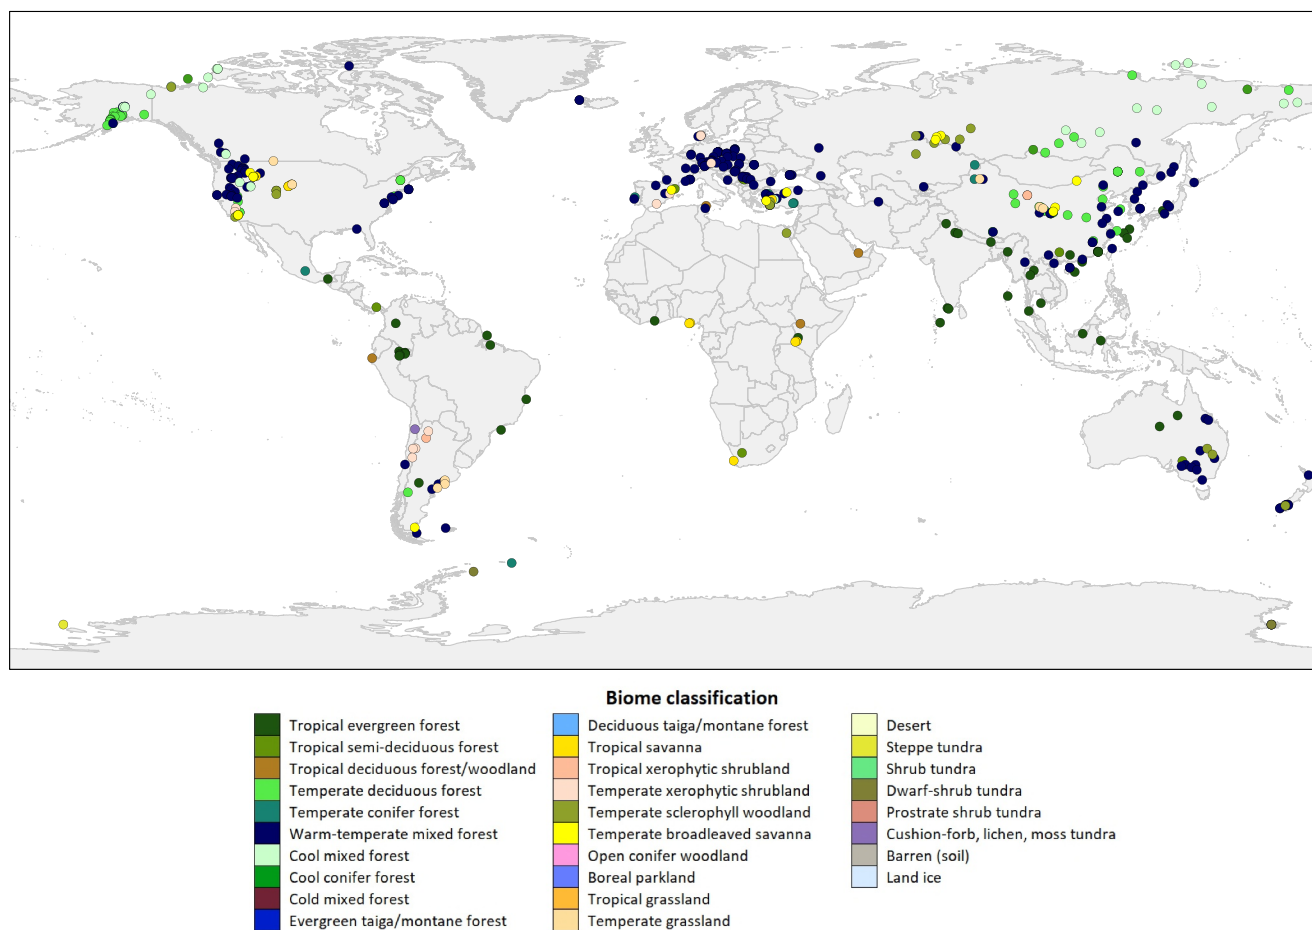 Biome classification
Tropical evergreen forest
Tropical semi-deciduous forest
Tropical deciduous forest/woodland
Temperate deciduous forest
Temperate conifer forest
Warm-temperate mixed forest
Cool mixed forest
Cool conifer forest
Cold mixed forest
Evergreen taiga/montane forest
Deciduous taiga/montane forest
Tropical savanna
Tropical xerophytic shrubland
Temperate xerophytic shrubland
Temperate sclerophyll woodland
Temperate broadleaved savanna
Open conifer woodland
Boreal parkland
Tropical grassland
Temperate grassland
Desert
Steppe tundra
Shrub tundra
Dwarf-shrub tundra
Prostrate shrub tundra
Cushion-forb, lichen, moss tundra
Barren (soil)
Land ice